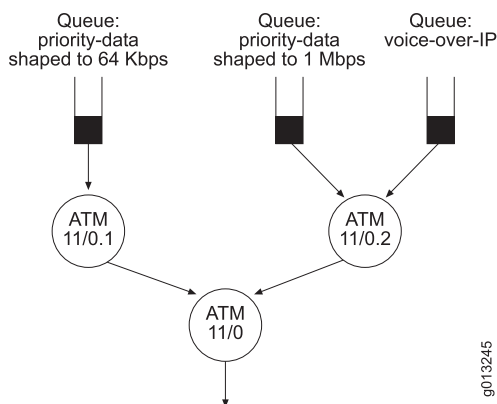 Queue:
priority-data
shaped to 64 Kbps
Queue:
priority-data
shaped to 1 Mbps
Queue:
voice-over-IP
ATM
11/0.1
ATM
11/0.2
ATM
11/0
g013245